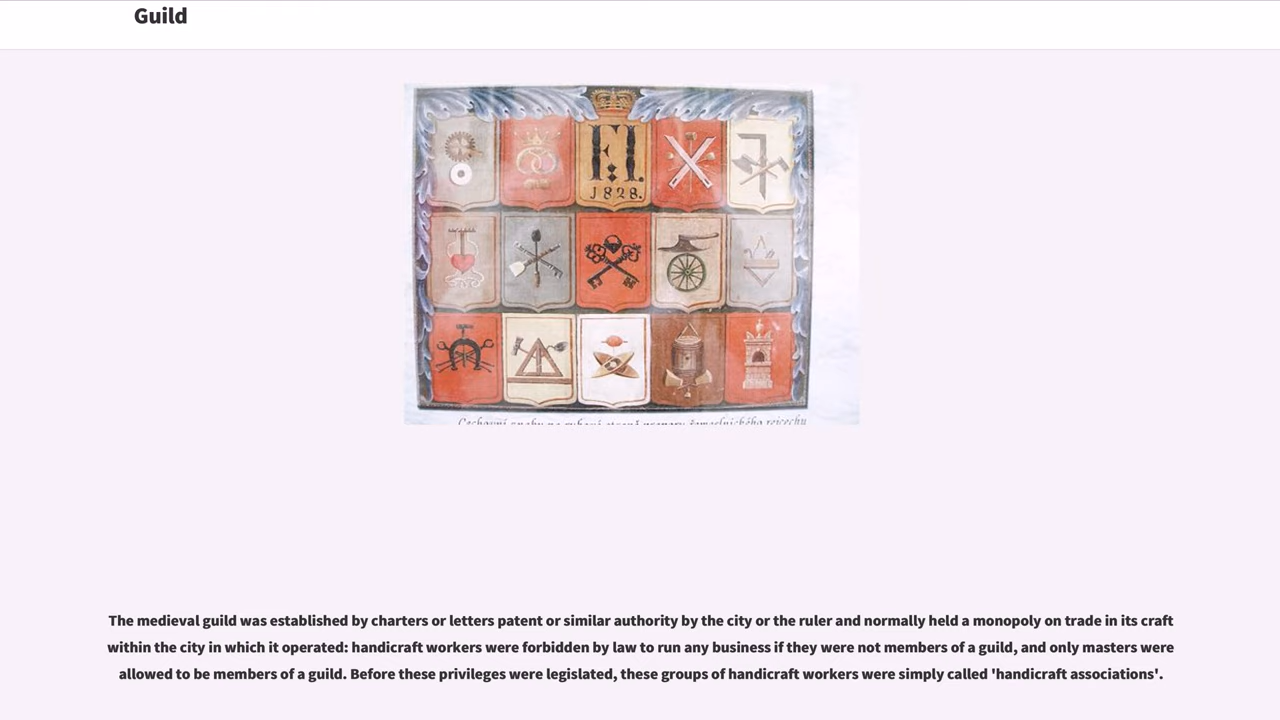 Guild
F.I.
1828.
The medieval guild was established by charters or letters patent or similar authority by the city or the ruler and normally held a monopoly on trade in its craft
within the city in which it operated: handicraft workers were forbidden by law to run any business if they were not members of a guild, and only masters were
allowed to be members of a guild. Before these privileges were legislated, these groups of handicraft workers were simply called 'handicraft associations'.